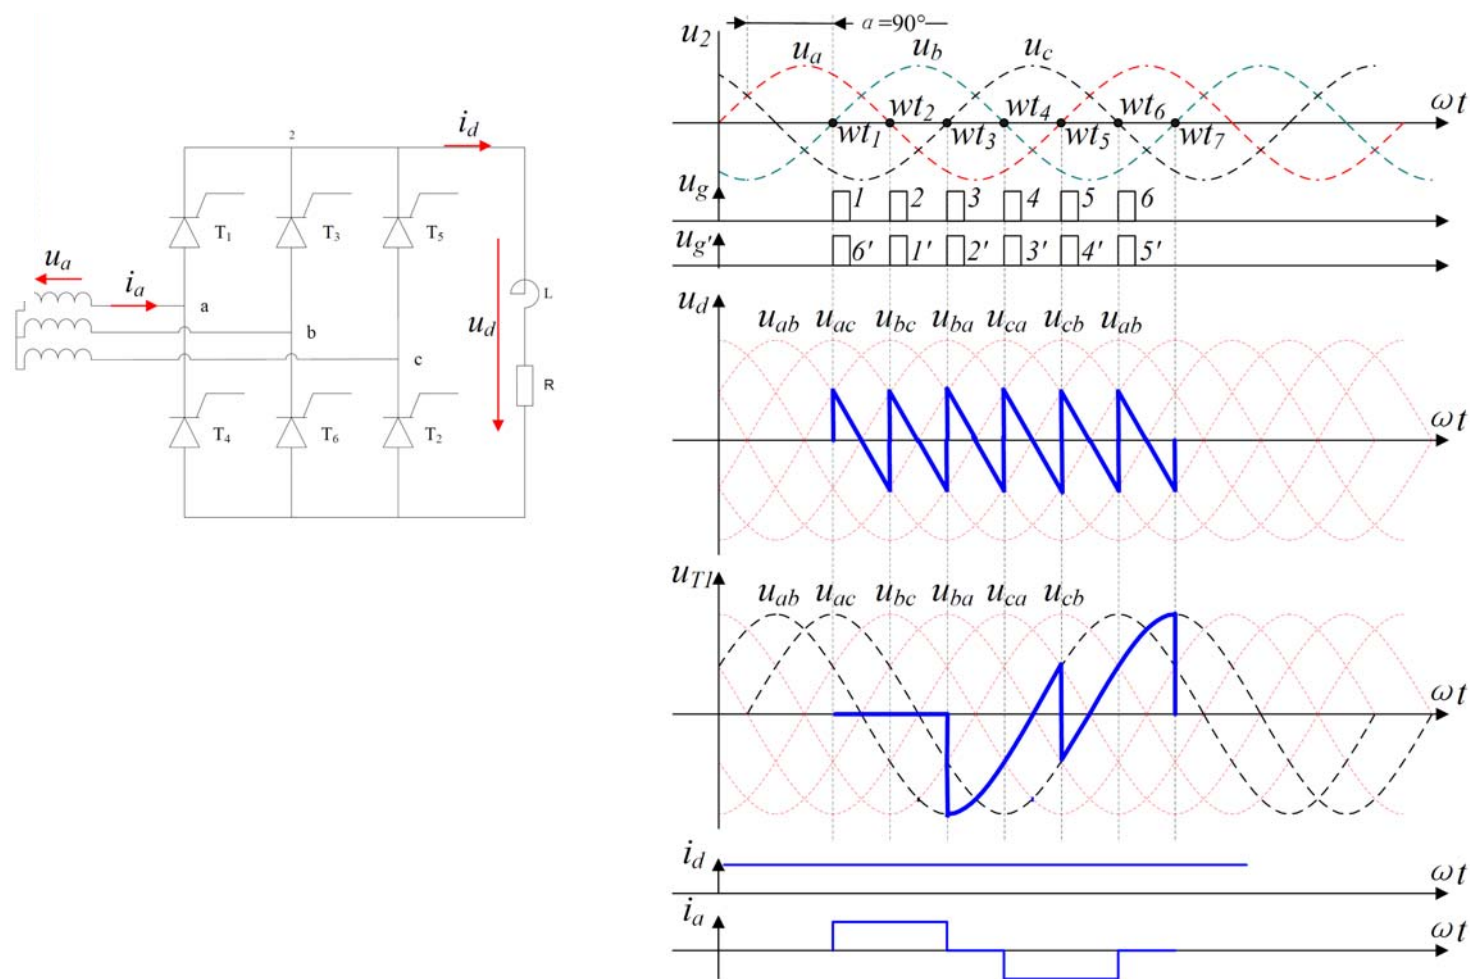 2
i_d
T₁ T₃ T₅
u_a
i_a
a
b
c
u_d
L
R
T₄ T₆ T₂
α=90°
u₂ u_a u_b u_c
ωt
wt₁ wt₂ wt₃ wt₄ wt₅ wt₆ wt₇
u_g 1 2 3 4 5 6
u_g' 6' 1' 2' 3' 4' 5'
u_d
u_ab u_ac u_bc u_ba u_ca u_cb u_ab
ωt
u_T1
u_ab u_ac u_bc u_ba u_ca u_cb
ωt
i_d ωt
i_a ωt